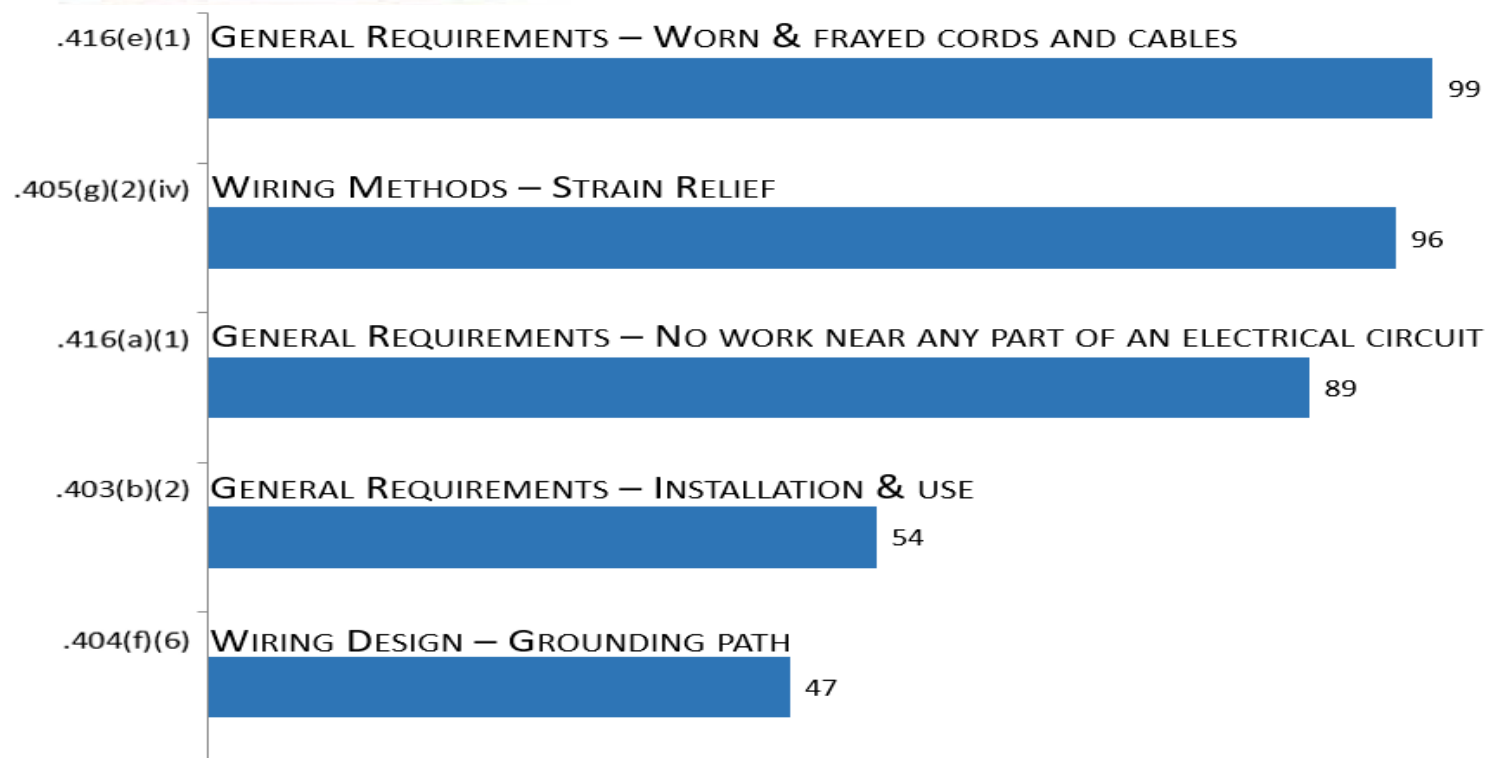 .416(e)(1) GENERAL REQUIREMENTS – WORN & FRAYED CORDS AND CABLES
99
.405(g)(2)(iv) WIRING METHODS – STRAIN RELIEF
96
.416(a)(1) GENERAL REQUIREMENTS – NO WORK NEAR ANY PART OF AN ELECTRICAL CIRCUIT
89
.403(b)(2) GENERAL REQUIREMENTS – INSTALLATION & USE
54
.404(f)(6) WIRING DESIGN – GROUNDING PATH
47